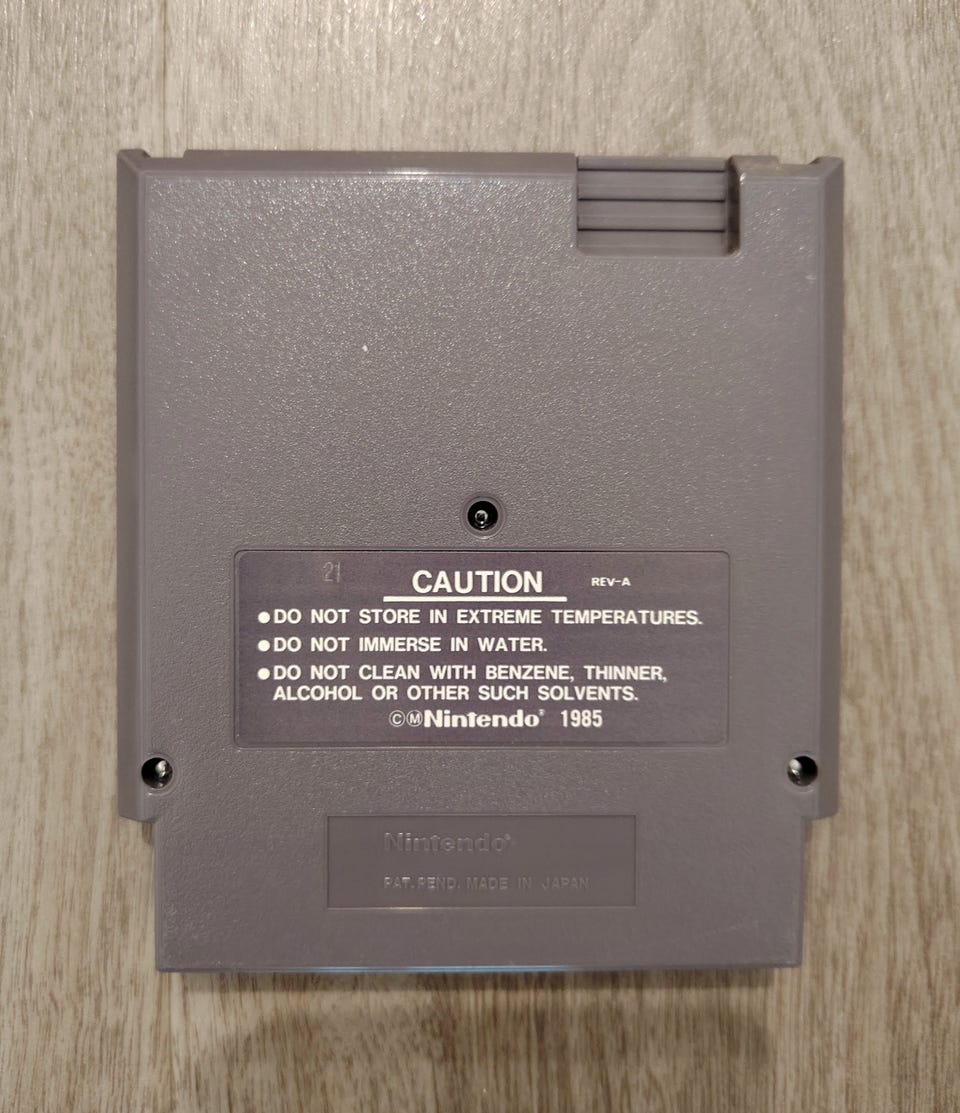 21
CAUTION REV-A
●DO NOT STORE IN EXTREME TEMPERATURES.
●DO NOT IMMERSE IN WATER.
●DO NOT CLEAN WITH BENZENE, THINNER,
ALCOHOL OR OTHER SUCH SOLVENTS.
ⒸⓂNintendo® 1985
Nintendo®
PAT. PEND. MADE IN JAPAN